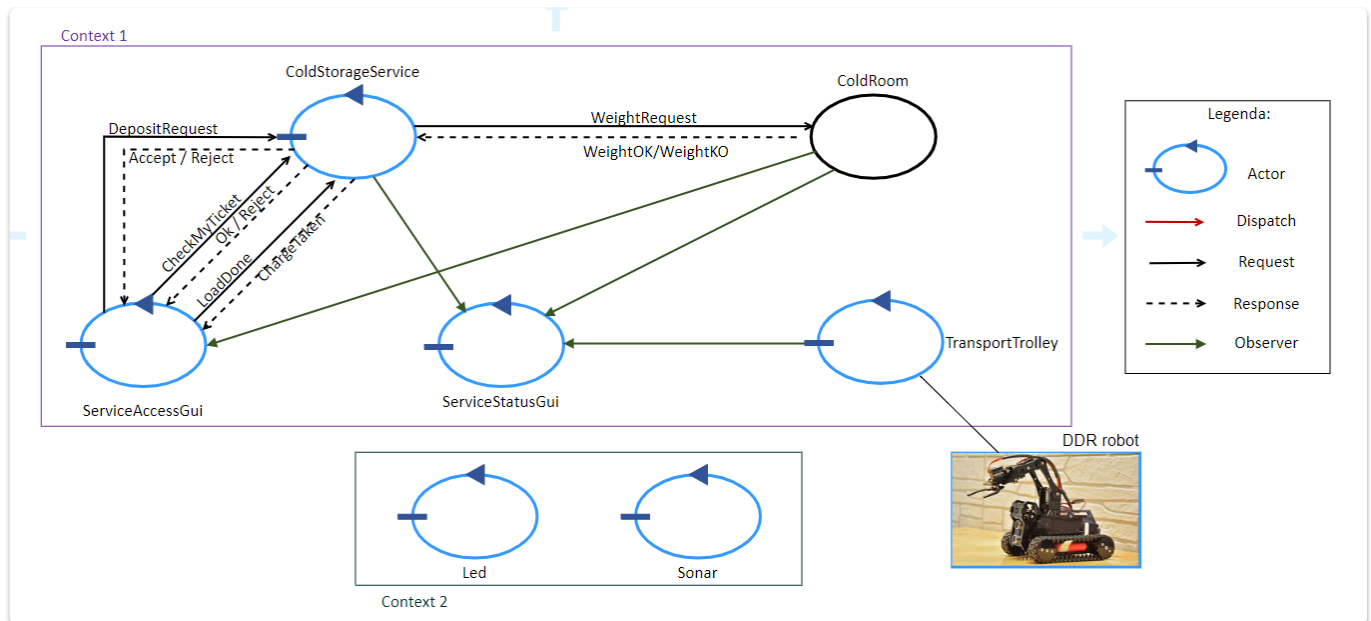 Context 1
ColdStorageService
ColdRoom
DepositRequest
Accept / Reject
WeightRequest
WeightOK/WeightKO
CheckMyTicket
Ok / Reject
LoadDone
ChargeTaken
TransportTrolley
ServiceAccessGui
ServiceStatusGui
DDR robot
Led
Sonar
Context 2
Legenda:
Actor
Dispatch
Request
Response
Observer